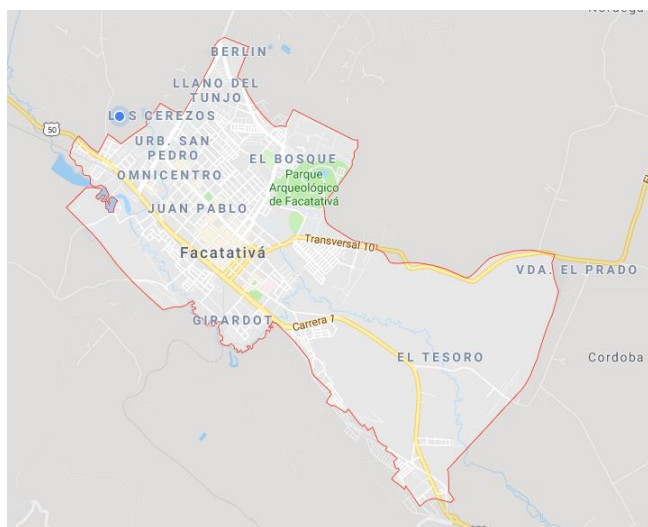 BERLIN
LLANO DEL
TUNJO
LOS CEREZOS
50
URB. SAN
PEDRO
EL BOSQUE
Parque
Arqueológico
de Facatativá
OMNICENTRO
JUAN PABLO
Transversal 10
Facatativá
VDA. EL PRADO
GIRARDOT
Carrera 1
EL TESORO
Cordoba